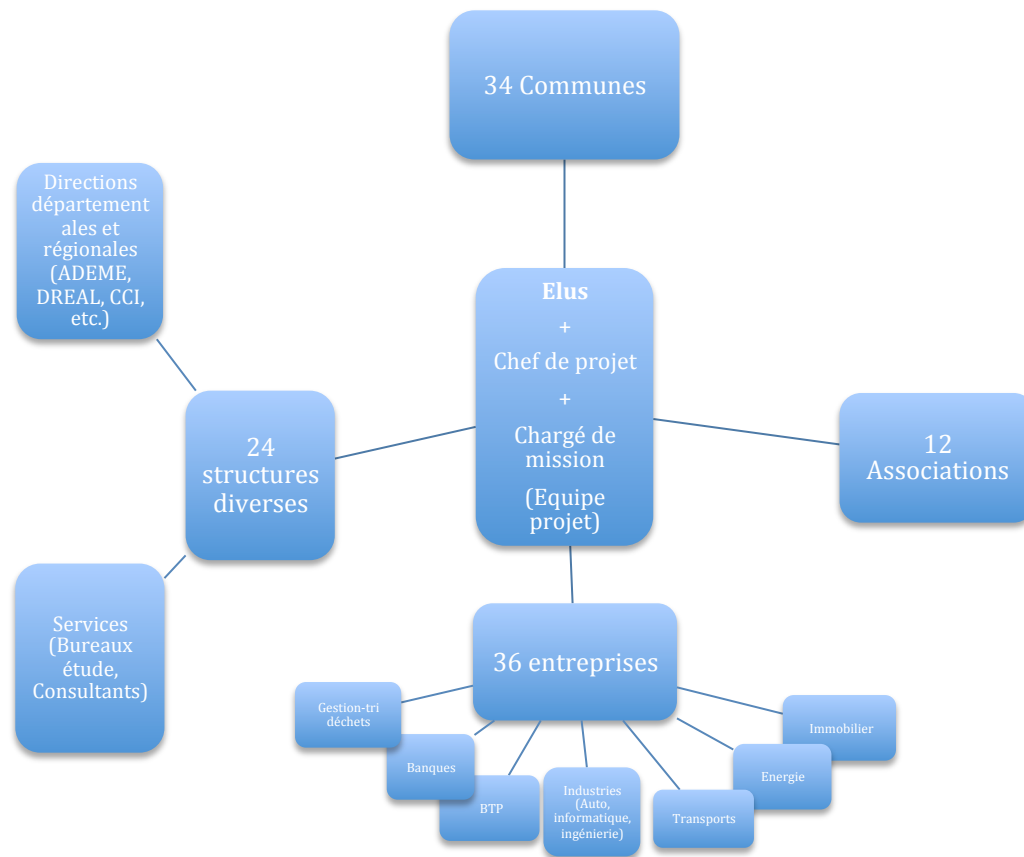 34 Communes
Directions
département
ales et
régionales
(ADEME,
DREAL, CCI,
etc.)
Elus
+
Chef de projet
+
Chargé de
mission
(Equipe
projet)
24
structures
diverses
12
Associations
Services
(Bureaux
étude,
Consultants)
36 entreprises
Gestion-tri
déchets
Banques
BTP
Industries
(Auto,
informatique,
ingénierie)
Transports
Energie
Immobilier